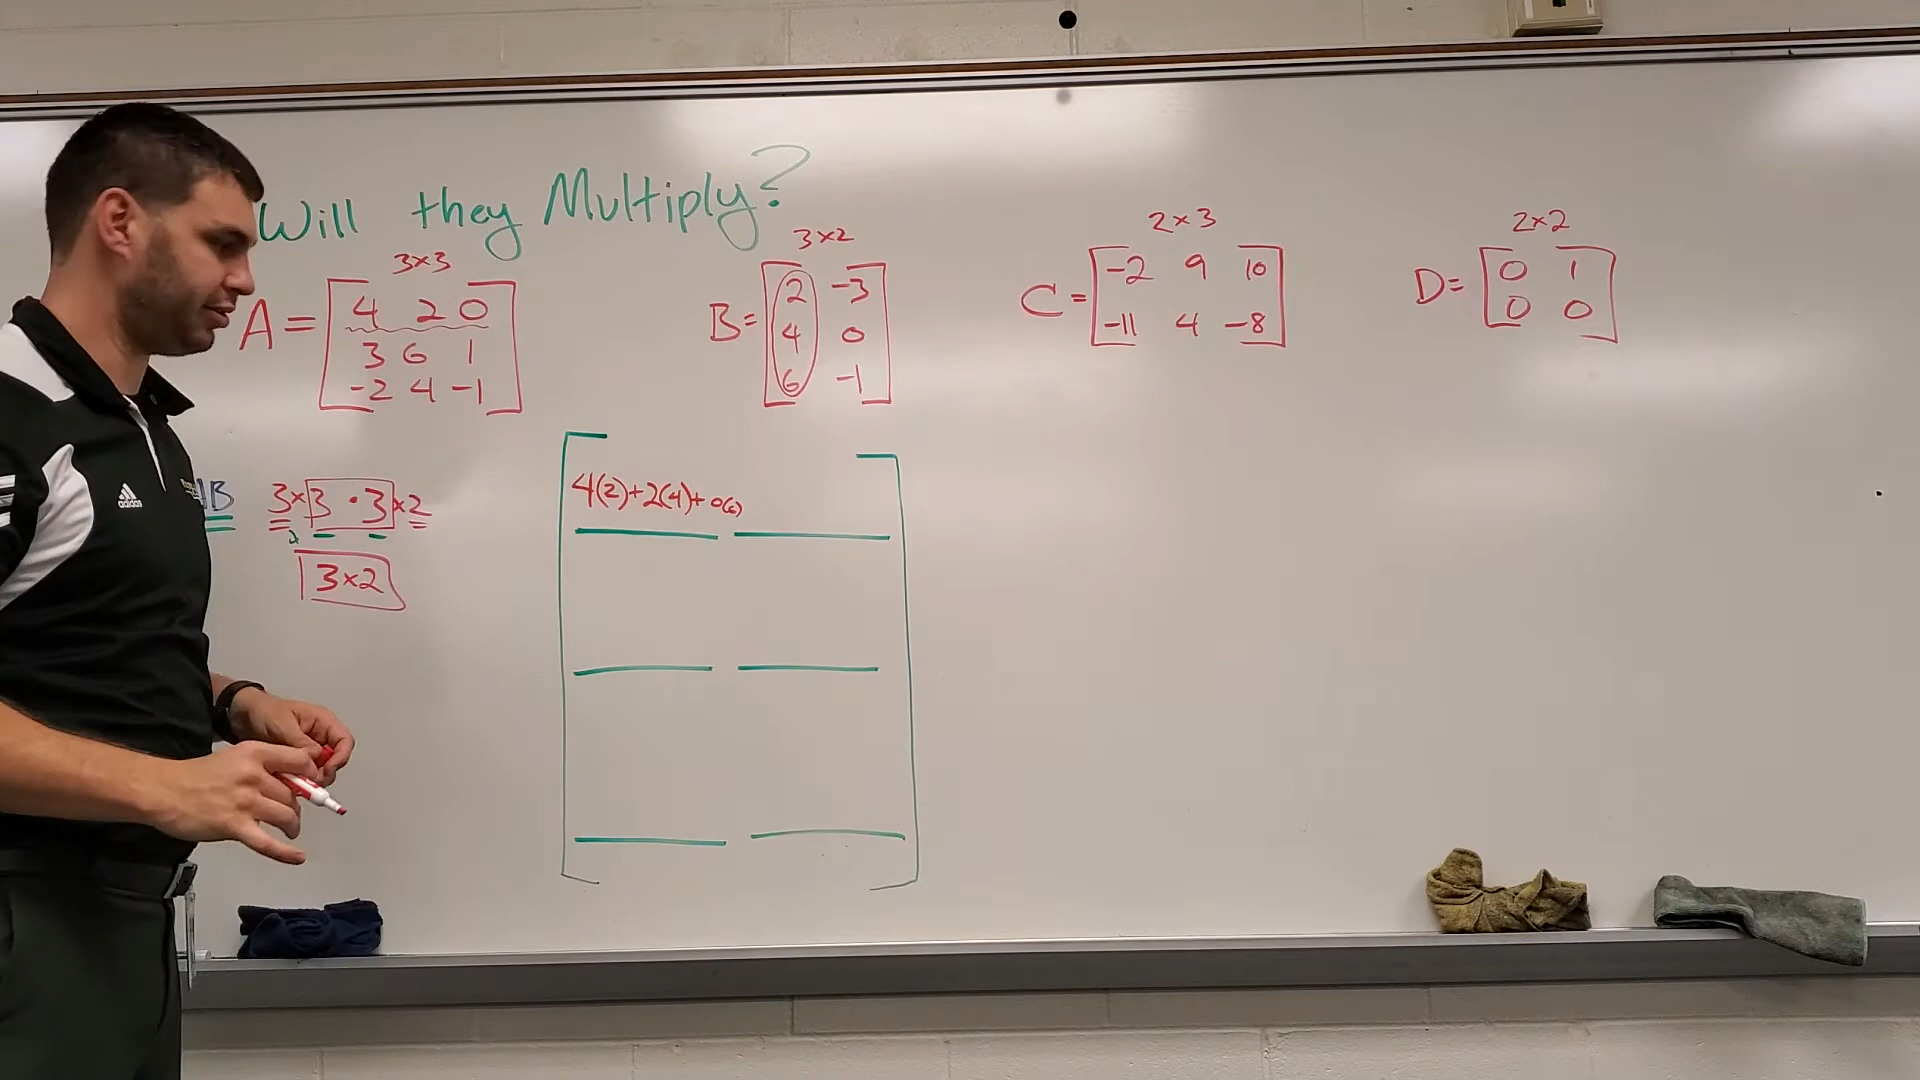 Will they Multiply?
3×3
A = [4 2 0
3 6 1
-2 4 -1]
3×2
B = [2 -3
4 0
6 -1]
2×3
C = [-2 9 10
-11 4 -8]
2×2
D = [0 1
0 0]
B 3×3 · 3×2
3×2
4(2)+2(4)+0(6)
adidas